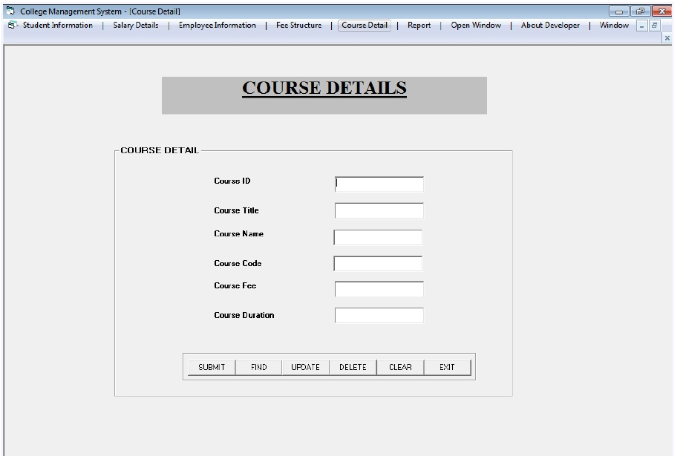 College Management System - [Course Detail]
Student Information | Salary Details | Employee Information | Fee Structure | Course Detail | Report | Open Window | About Developer | Window
COURSE DETAILS
COURSE DETAIL
Course ID
Course Title
Course Name
Course Code
Course Fee
Course Duration
SUBMIT FIND UPDATE DELETE CLEAR EXIT